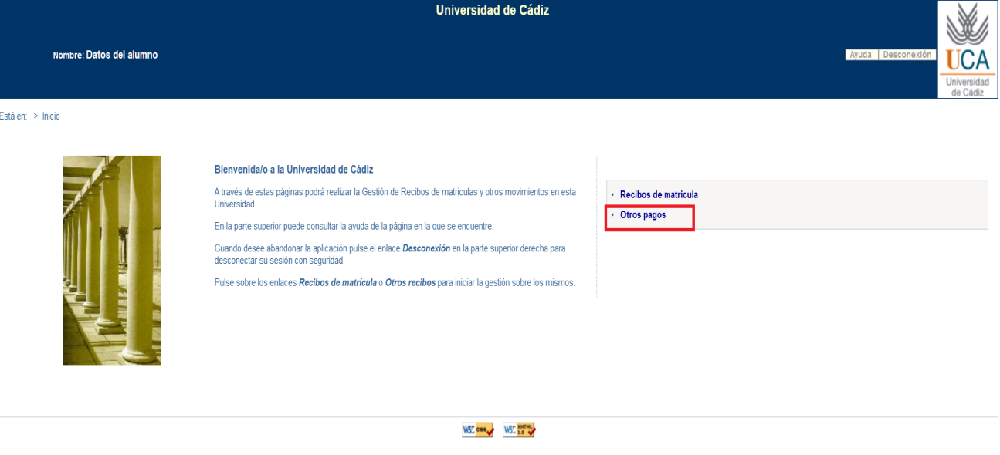 Universidad de Cádiz
Nombre: Datos del alumno
Ayuda Desconexión
UCA
Universidad
de Cádiz
Está en: > Inicio
Bienvenida/o a la Universidad de Cádiz
A través de estas páginas podrá realizar la Gestión de Recibos de matriculas y otros movimientos en esta
Universidad.
En la parte superior puede consultar la ayuda de la página en la que se encuentre.
Cuando desee abandonar la aplicación pulse el enlace Desconexión en la parte superior derecha para
desconectar su sesión con seguridad.
Pulse sobre los enlaces Recibos de matrícula o Otros recibos para iniciar la gestión sobre los mismos.
• Recibos de matricula
• Otros pagos
W3C CSS
W3C XHTML 1.0